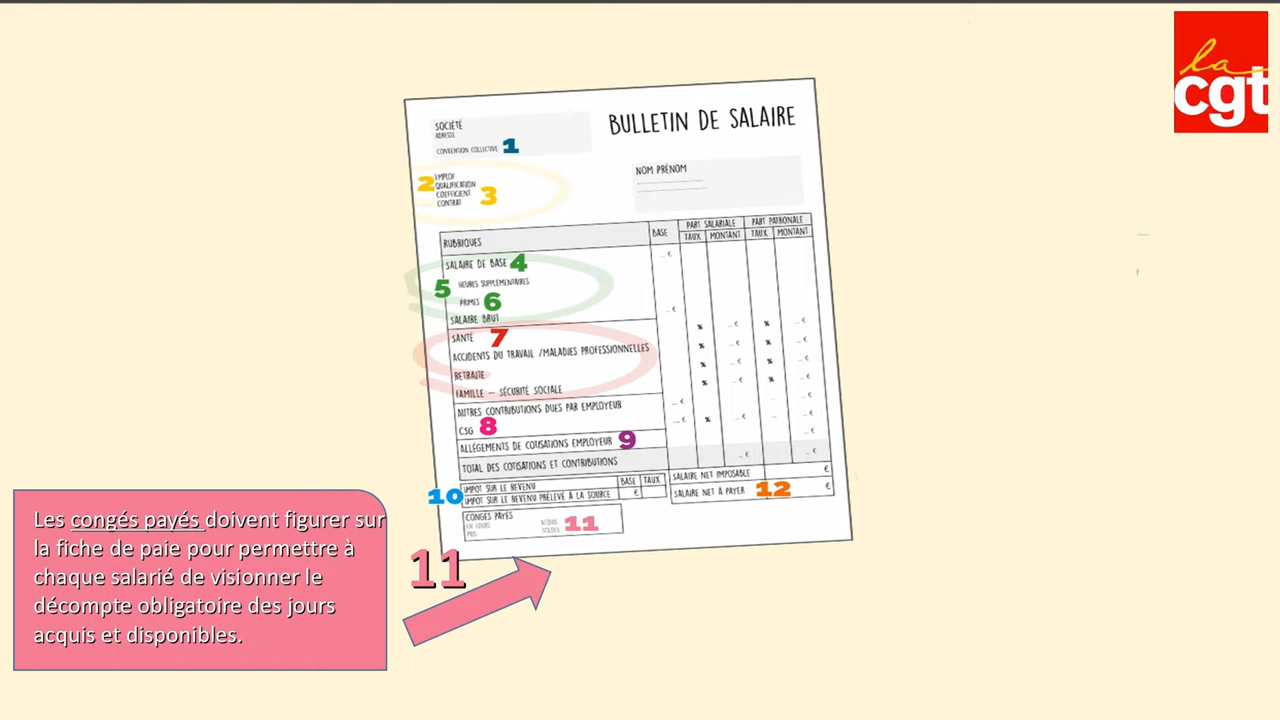 la
cgt
BULLETIN DE SALAIRE
SOCIÉTÉ
ADRESSE
CONVENTION COLLECTIVE 1
NOM PRÉNOM
2 EMPLOI
QUALIFICATION
COEFFICIENT 3
CONTRAT
RUBRIQUES BASE PART SALARIALE PART PATRONALE
TAUX MONTANT TAUX MONTANT
SALAIRE DE BASE 4 ... €
5 HEURES SUPPLÉMENTAIRES
PRIMES 6
SALAIRE BRUT ... €
SANTÉ 7 % ... € % ... €
ACCIDENTS DU TRAVAIL /MALADIES PROFESSIONNELLES % ... € % ... €
RETRAITE % ... € % ... €
FAMILLE – SÉCURITÉ SOCIALE % ... € % ... €
AUTRES CONTRIBUTIONS DUES PAR EMPLOYEUR ... € ... €
CSG 8 ... € % ... € ... €
ALLÉGEMENTS DE COTISATIONS EMPLOYEUR 9 ... €
TOTAL DES COTISATIONS ET CONTRIBUTIONS ... € ... €
10 IMPOT SUR LE REVENU BASE TAUX
IMPOT SUR LE REVENU PRÉLEVÉ À LA SOURCE €
SALAIRE NET IMPOSABLE €
SALAIRE NET A PAYER 12 €
CONGÉS PAYÉS
EN COURS ACQUIS
PRIS SOLDES 11
Les congés payés doivent figurer sur
la fiche de paie pour permettre à
chaque salarié de visionner le
décompte obligatoire des jours
acquis et disponibles.
11